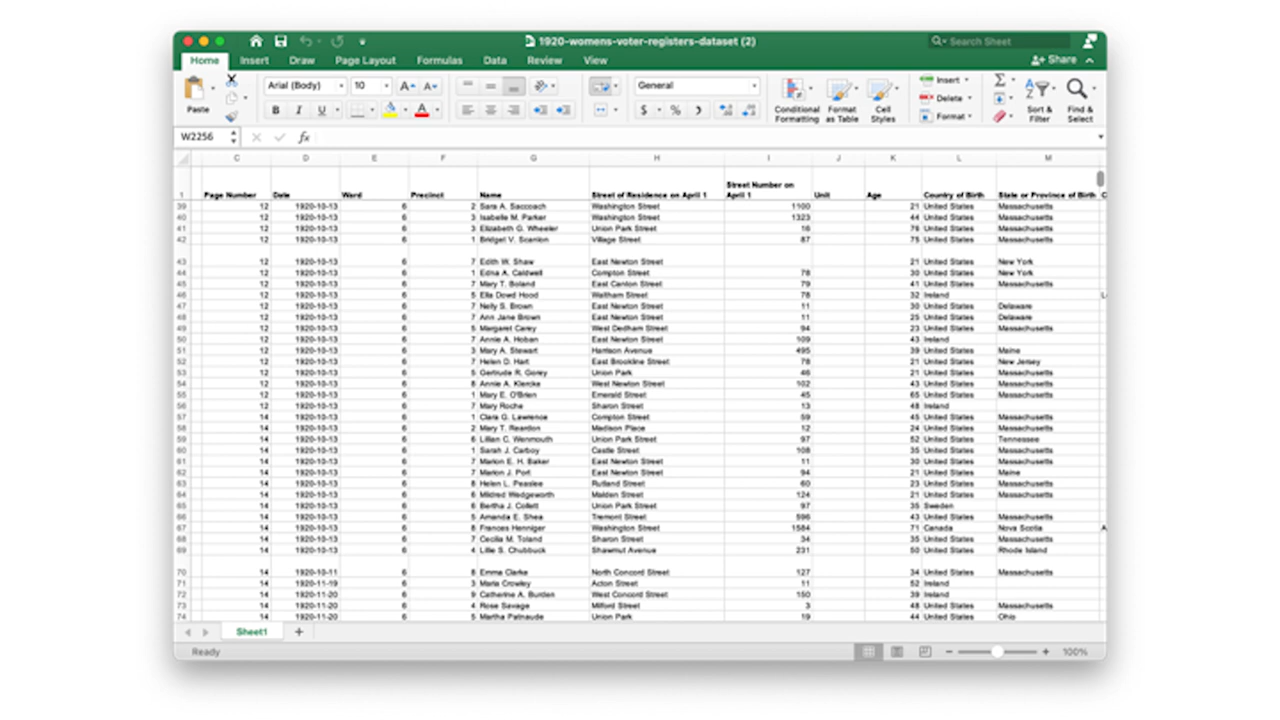 1920-womens-voter-registers-dataset (2)
Search Sheet
Home Insert Draw Page Layout Formulas Data Review View Share
Paste Arial (Body) 10 A A General Insert
B I U A $ % Conditional Formatting Format as Table Cell Styles Delete Format Sort & Filter Find & Select
W2256 fx
C D E F G H I J K L M
1 Page Number Date Ward Precinct Name Street of Residence on April 1 Street Number on April 1 Unit Age Country of Birth State or Province of Birth C
39 12 1920-10-13 6 2 Sara A. Saccoach Washington Street 1100 21 United States Massachusetts
40 12 1920-10-13 6 3 Isabelle M. Parker Washington Street 1323 44 United States Massachusetts
41 12 1920-10-13 6 3 Elizabeth G. Wheeler Union Park Street 16 76 United States Massachusetts
42 12 1920-10-13 6 1 Bridget V. Scanlon Village Street 87 75 United States Massachusetts
43 12 1920-10-13 6 7 Edith W. Shaw East Newton Street 21 United States New York
44 12 1920-10-13 6 1 Edna A. Caldwell Compton Street 78 30 United States New York
45 12 1920-10-13 6 7 Mary T. Boland East Canton Street 79 41 United States Massachusetts
46 12 1920-10-13 6 5 Ella Dowd Hood Waltham Street 78 32 Ireland
47 12 1920-10-13 6 7 Nelly S. Brown East Newton Street 11 30 United States Delaware
48 12 1920-10-13 6 7 Ann Jane Brown East Newton Street 11 25 United States Delaware
49 12 1920-10-13 6 5 Margaret Carey West Dedham Street 94 23 United States Massachusetts
50 12 1920-10-13 6 7 Annie A. Hoban East Newton Street 109 43 Ireland
51 12 1920-10-13 6 3 Mary A. Stewart Harrison Avenue 495 39 United States Maine
52 12 1920-10-13 6 7 Helen D. Hart East Brookline Street 78 21 United States New Jersey
53 12 1920-10-13 6 5 Gertrude R. Gorey Union Park 46 21 United States Massachusetts
54 12 1920-10-13 6 8 Annie A. Klercke West Newton Street 102 43 United States Massachusetts
55 12 1920-10-13 6 1 Mary E. O'Brien Emerald Street 45 65 United States Massachusetts
56 12 1920-10-13 6 7 Mary Roche Sharon Street 13 48 Ireland
57 14 1920-10-13 6 1 Clara G. Lawrence Compton Street 59 45 United States Massachusetts
58 14 1920-10-13 6 2 Mary T. Reardon Madison Place 12 24 United States Massachusetts
59 14 1920-10-13 6 6 Lillian C. Wenmouth Union Park Street 97 52 United States Tennessee
60 14 1920-10-13 6 1 Sarah J. Carboy Castle Street 108 35 United States Massachusetts
61 14 1920-10-13 6 7 Marion E. H. Baker East Newton Street 11 30 United States Massachusetts
62 14 1920-10-13 6 7 Marion J. Port East Newton Street 94 21 United States Maine
63 14 1920-10-13 6 8 Helen L. Peaslee Rutland Street 60 23 United States Massachusetts
64 14 1920-10-13 6 6 Mildred Wedgeworth Malden Street 124 21 United States Massachusetts
65 14 1920-10-13 6 6 Bertha J. Collett Union Park Street 97 35 Sweden
66 14 1920-10-13 6 5 Amanda E. Shea Tremont Street 596 43 United States Massachusetts
67 14 1920-10-13 6 8 Frances Henniger Washington Street 1584 71 Canada Nova Scotia A
68 14 1920-10-13 6 7 Cecilia M. Toland Sharon Street 34 35 United States Massachusetts
69 14 1920-10-13 6 4 Lillie S. Chubbuck Shawmut Avenue 231 50 United States Rhode Island
70 14 1920-10-11 6 8 Emma Clarke North Concord Street 127 34 United States Massachusetts
71 14 1920-11-19 6 3 Maria Crowley Acton Street 11 52 Ireland
72 14 1920-11-20 6 9 Catherine A. Burden West Concord Street 150 39 Ireland
73 14 1920-11-20 6 4 Rose Savage Milford Street 3 48 United States Massachusetts
74 14 1920-11-20 6 5 Martha Patnaude Union Park 19 44 United States Ohio
Sheet1
Ready 100%